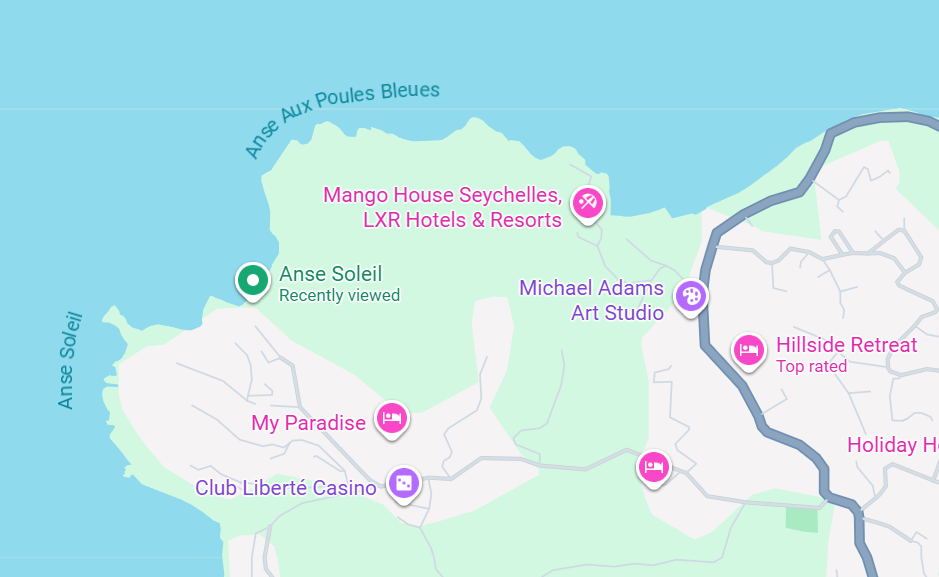 Anse Aux Poules Bleues
Mango House Seychelles,
LXR Hotels & Resorts
Anse Soleil
Recently viewed
Michael Adams
Art Studio
Anse Soleil
Hillside Retreat
Top rated
My Paradise
Holiday H
Club Liberté Casino